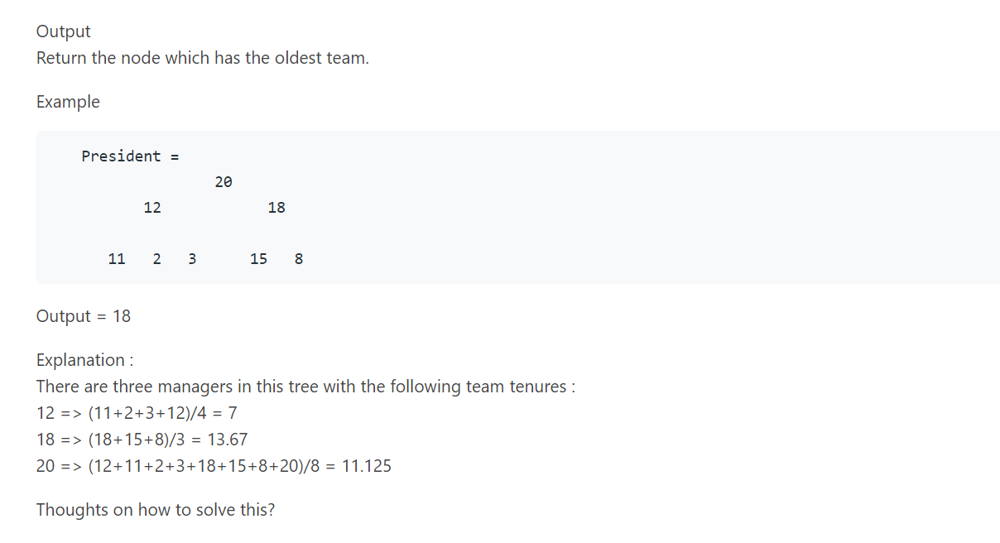 Output
Return the node which has the oldest team.
Example
President =
20
12 18
11 2 3 15 8
Output = 18
Explanation :
There are three managers in this tree with the following team tenures :
12 => (11+2+3+12)/4 = 7
18 => (18+15+8)/3 = 13.67
20 => (12+11+2+3+18+15+8+20)/8 = 11.125
Thoughts on how to solve this?